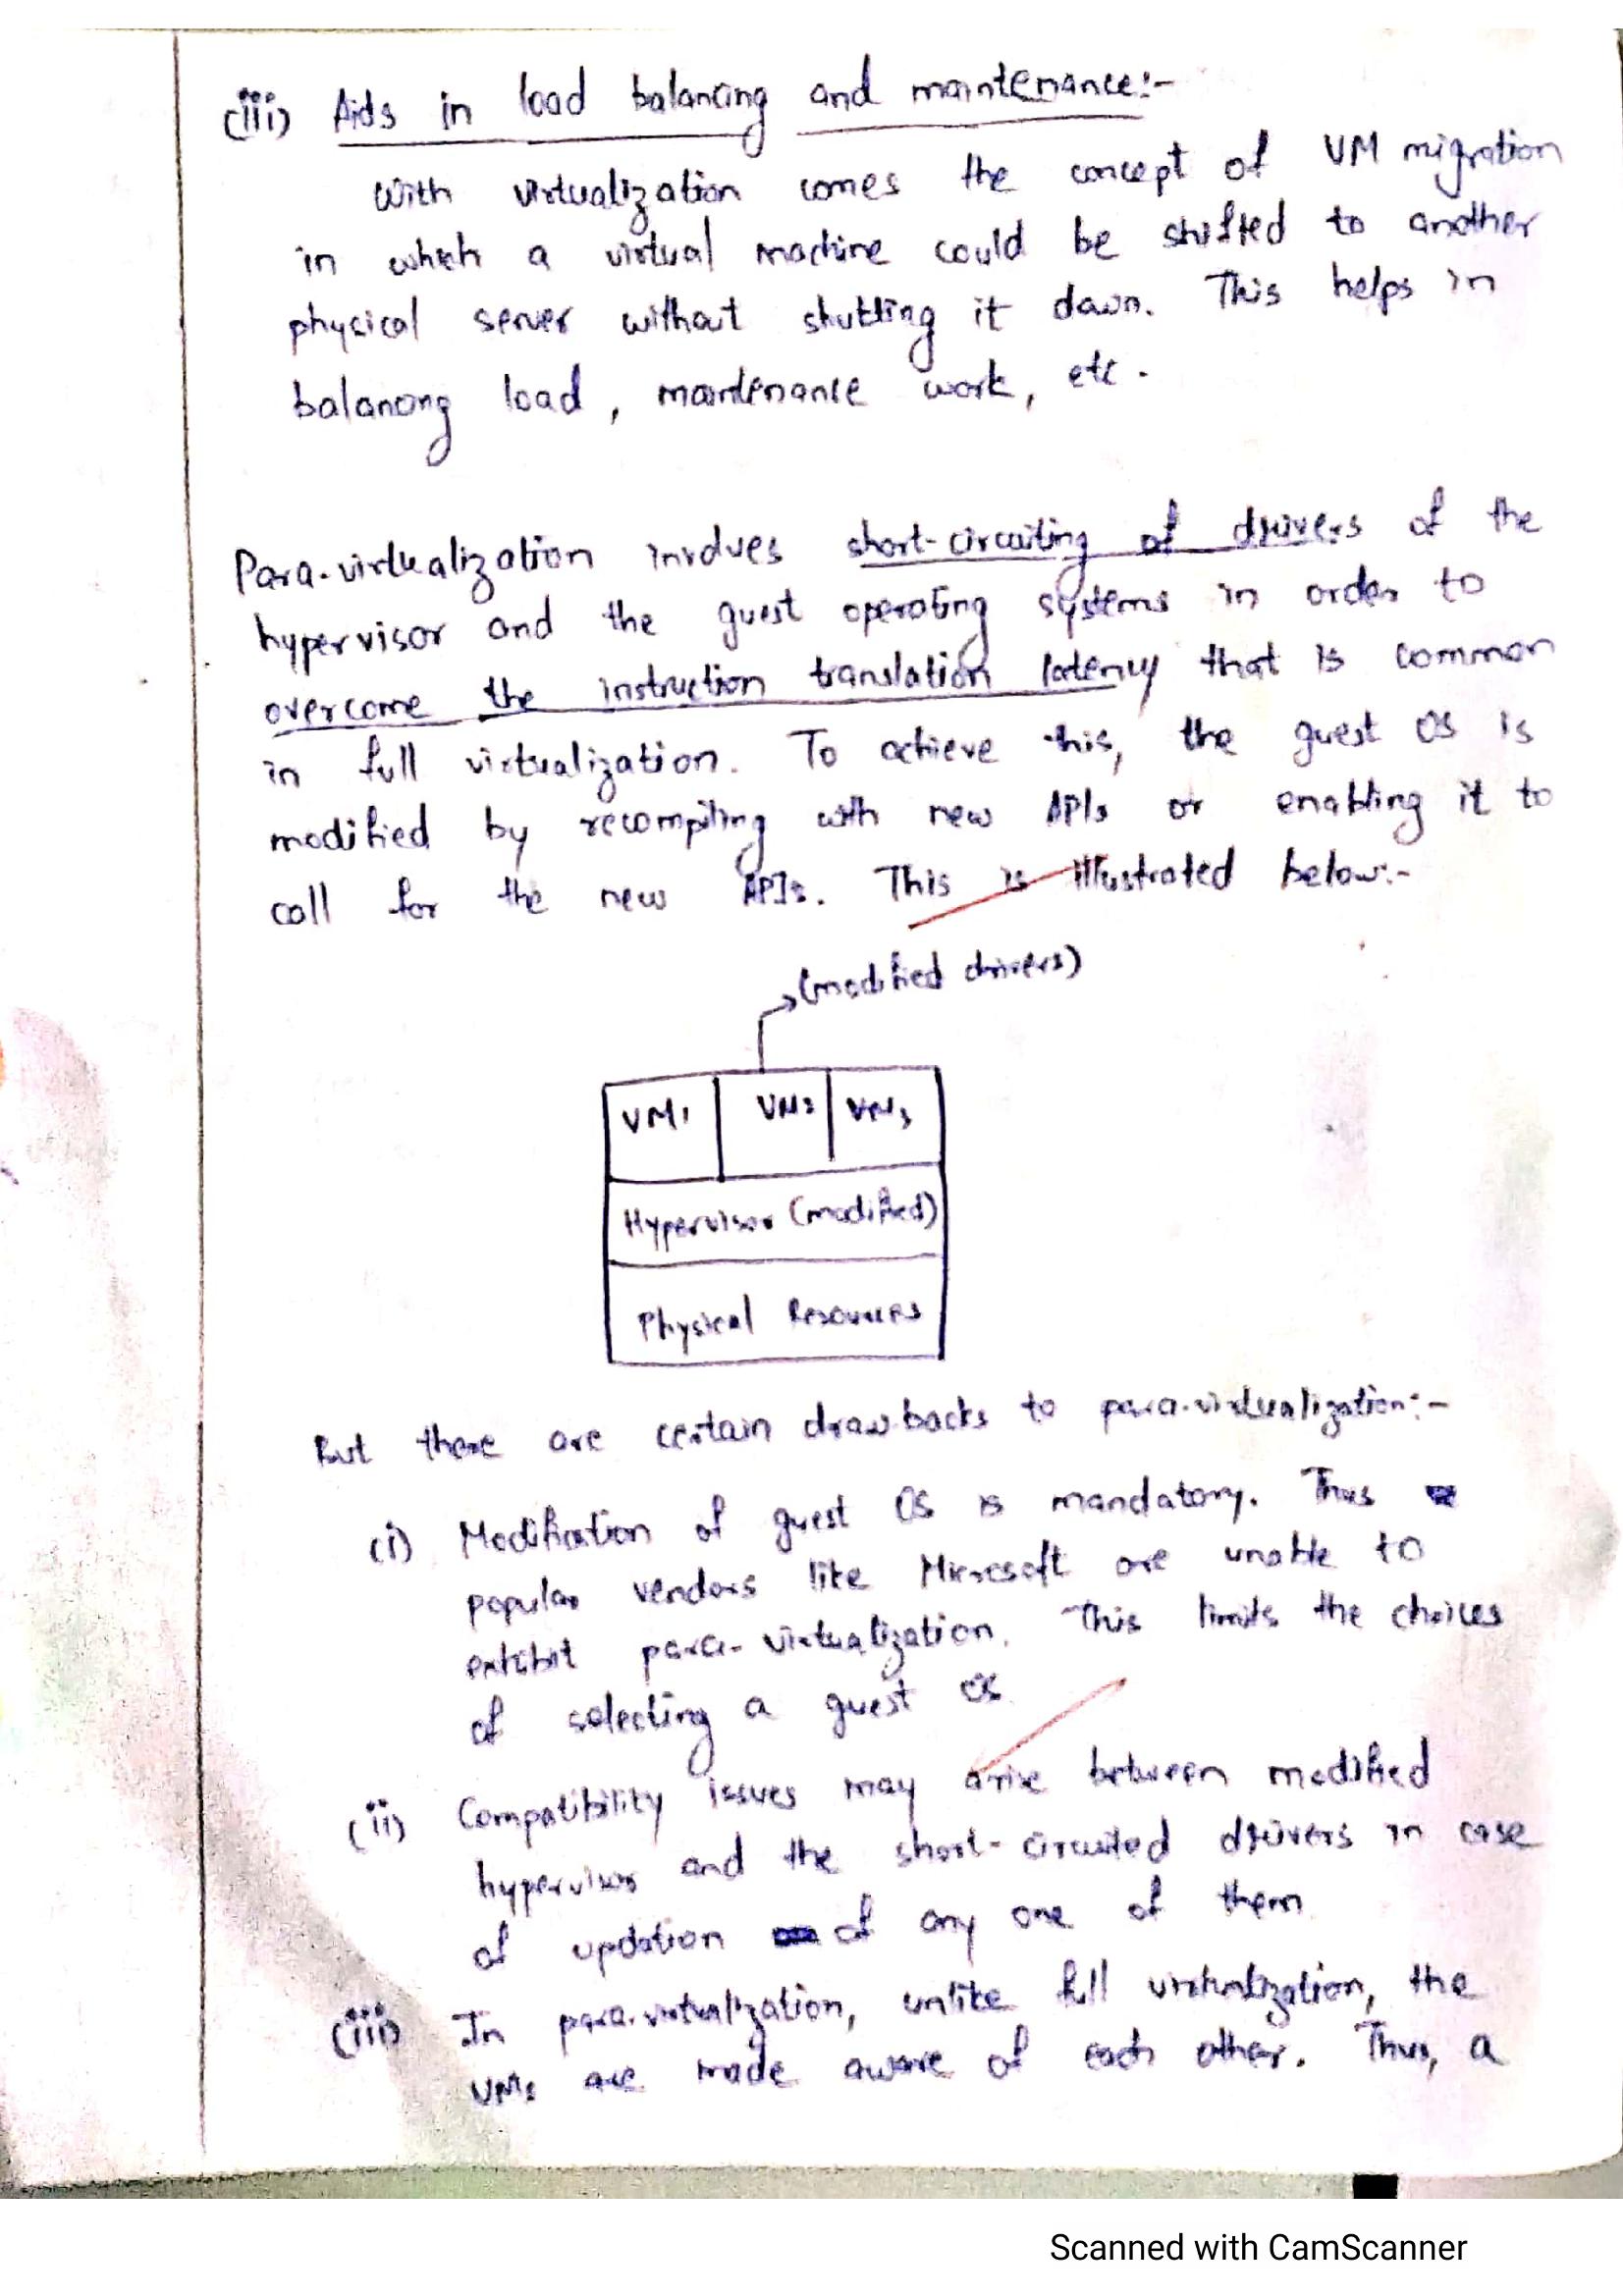 (iii) Aids in load balancing and maintenance:-
With virtualization comes the concept of VM migration
in which a virtual machine could be shifted to another
physical server without shutting it down. This helps in
balancing load, maintenance work, etc.
Para-virtualization involves short-circuiting of drivers of the
hypervisor and the guest operating systems in order to
overcome the instruction translation latency that is common
in full virtualization. To achieve this, the guest OS is
modified by recompiling with new APIs or enabling it to
call for the new APIs. This is illustrated below:-
(modified drivers)
VM1 VM2 VM3
Hypervisor (modified)
Physical Resources
But there are certain drawbacks to para-virtualization:-
(i) Modification of guest OS is mandatory. Thus
popular vendors like Microsoft are unable to
exhibit para-virtualization. This limits the choices
of selecting a guest OS
(ii) Compatibility issues may arise between modified
hypervisor and the short-circuited drivers in case
of updation of any one of them
(iii) In para-virtualization, unlike full virtualization, the
VMs are made aware of each other. Thus, a
Scanned with CamScanner